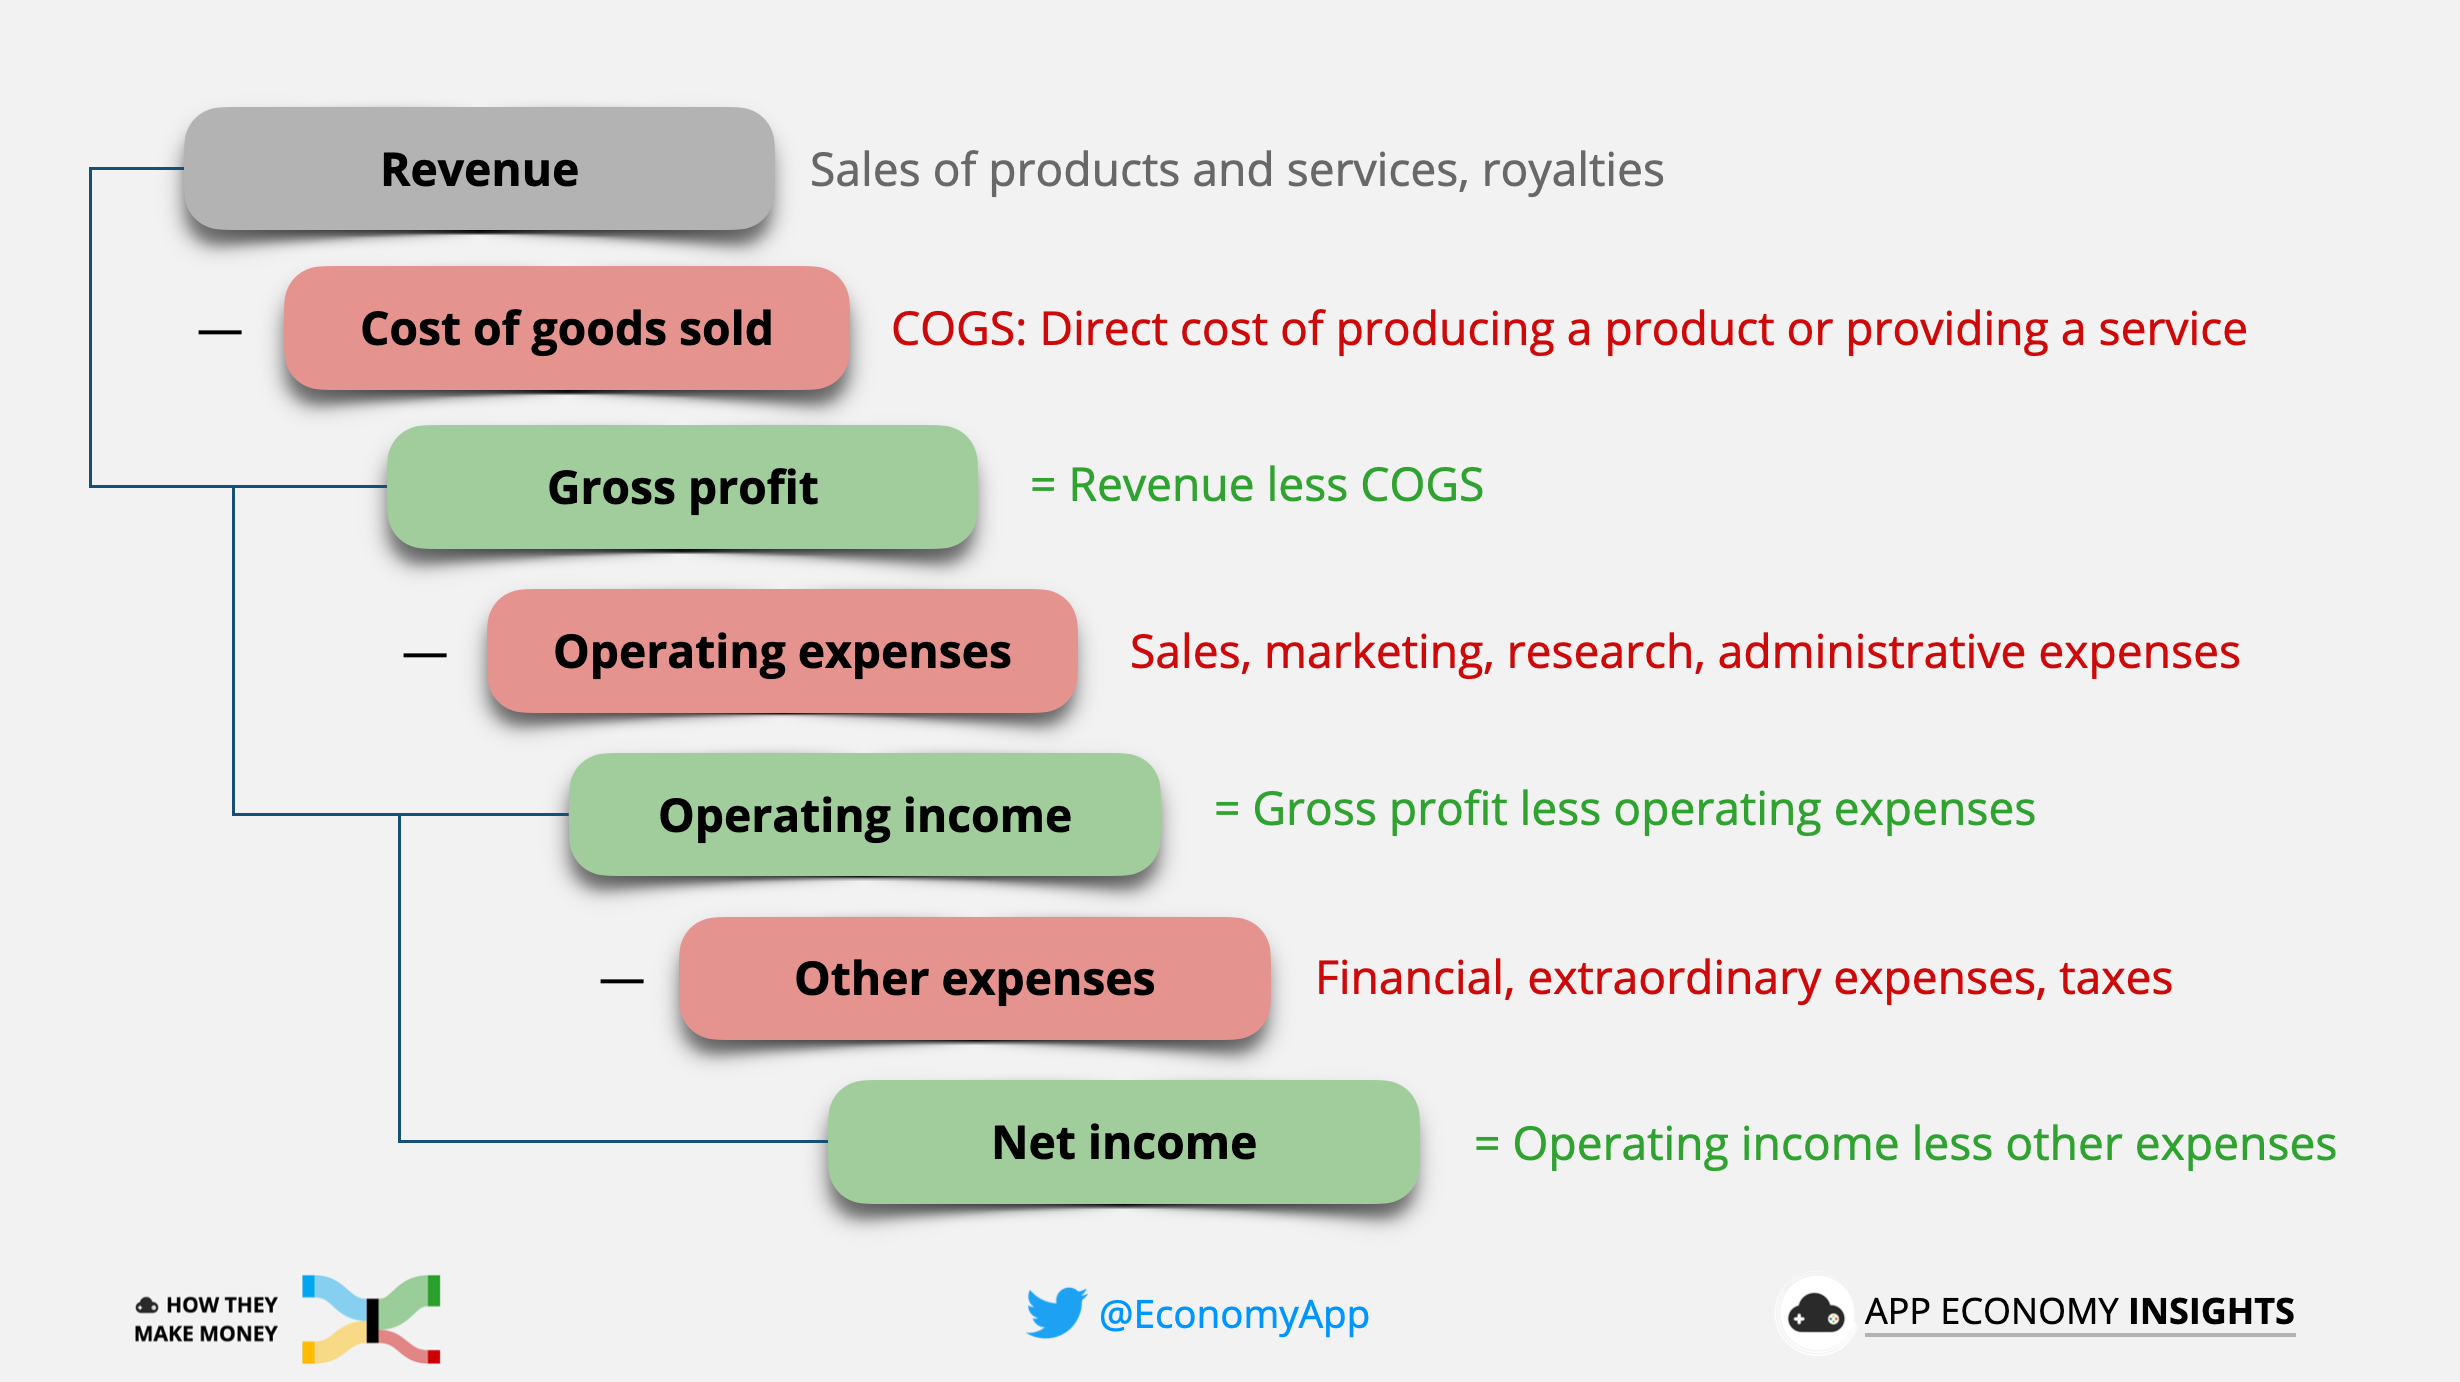 Revenue
Sales of products and services, royalties
— Cost of goods sold
COGS: Direct cost of producing a product or providing a service
Gross profit
= Revenue less COGS
— Operating expenses
Sales, marketing, research, administrative expenses
Operating income
= Gross profit less operating expenses
— Other expenses
Financial, extraordinary expenses, taxes
Net income
= Operating income less other expenses
HOW THEY
MAKE MONEY
@EconomyApp
APP ECONOMY INSIGHTS